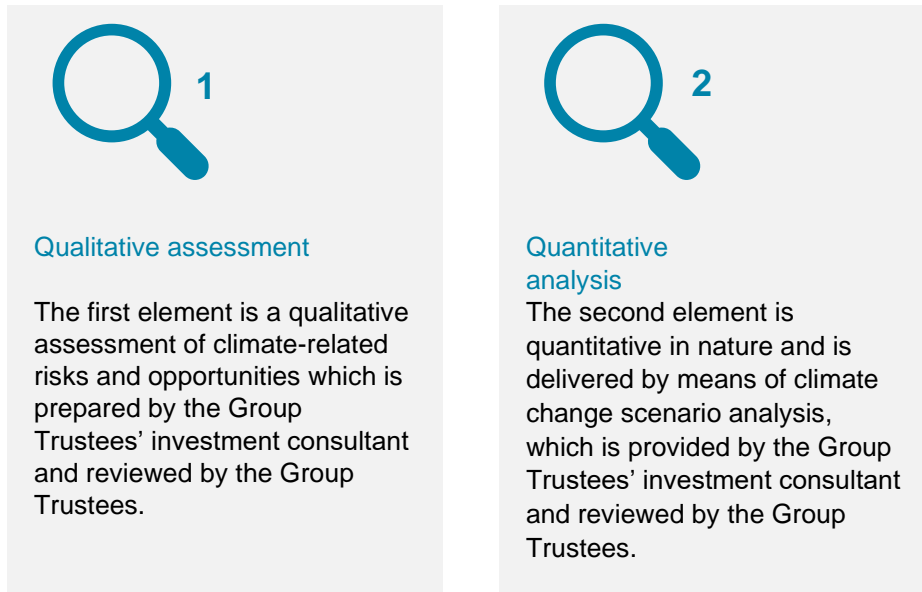 1
Qualitative assessment
The first element is a qualitative
assessment of climate-related
risks and opportunities which is
prepared by the Group
Trustees’ investment consultant
and reviewed by the Group
Trustees.
2
Quantitative
analysis
The second element is
quantitative in nature and is
delivered by means of climate
change scenario analysis,
which is provided by the Group
Trustees’ investment consultant
and reviewed by the Group
Trustees.